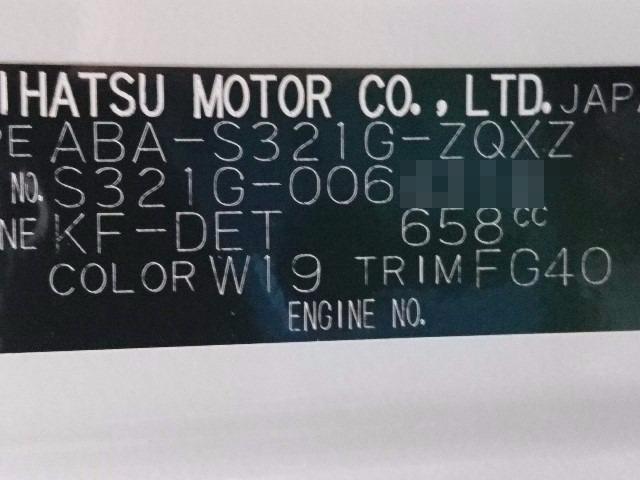 IHATSU MOTOR CO., LTD. JAPA
PE ABA-S321G-ZQXZ
NO. S321G-006
NE KF-DET 658CC
COLOR W19 TRIM FG40
ENGINE NO.